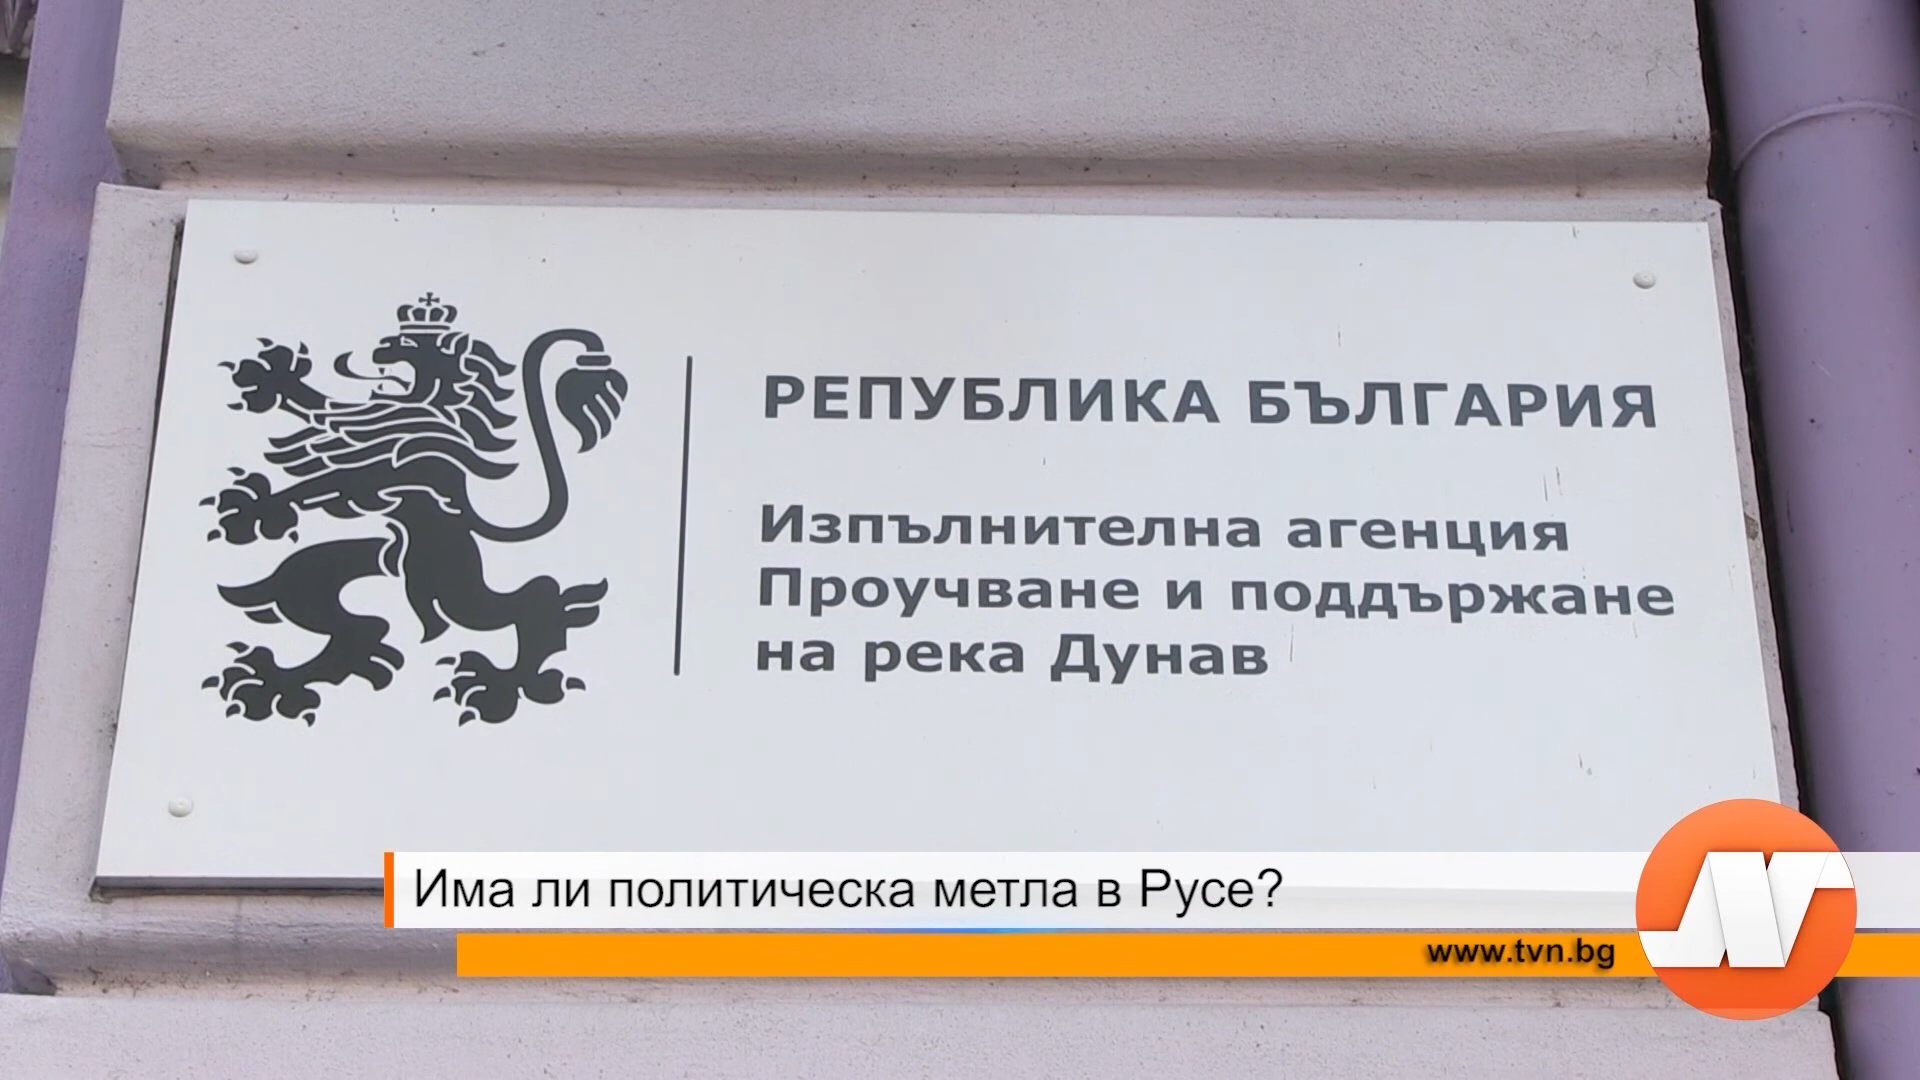 РЕПУБЛИКА БЪЛГАРИЯ
Изпълнителна агенция
Проучване и поддържане
на река Дунав
Има ли политическа метла в Русе?
www.tvn.bg